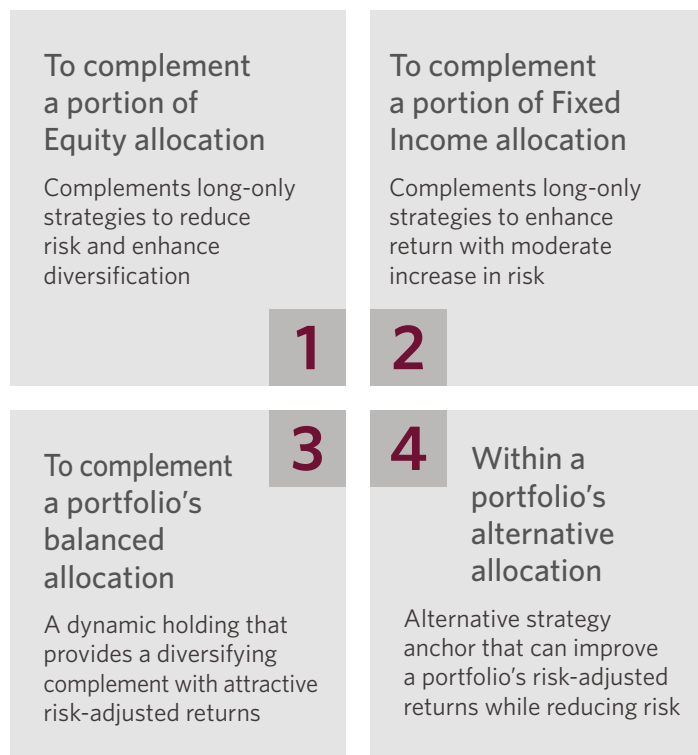 To complement
a portion of
Equity allocation
Complements long-only
strategies to reduce
risk and enhance
diversification
1
To complement
a portion of Fixed
Income allocation
Complements long-only
strategies to enhance
return with moderate
increase in risk
2
3
To complement
a portfolio’s
balanced
allocation
A dynamic holding that
provides a diversifying
complement with attractive
risk-adjusted returns
4
Within a
portfolio’s
alternative
allocation
Alternative strategy
anchor that can improve
a portfolio’s risk-adjusted
returns while reducing risk